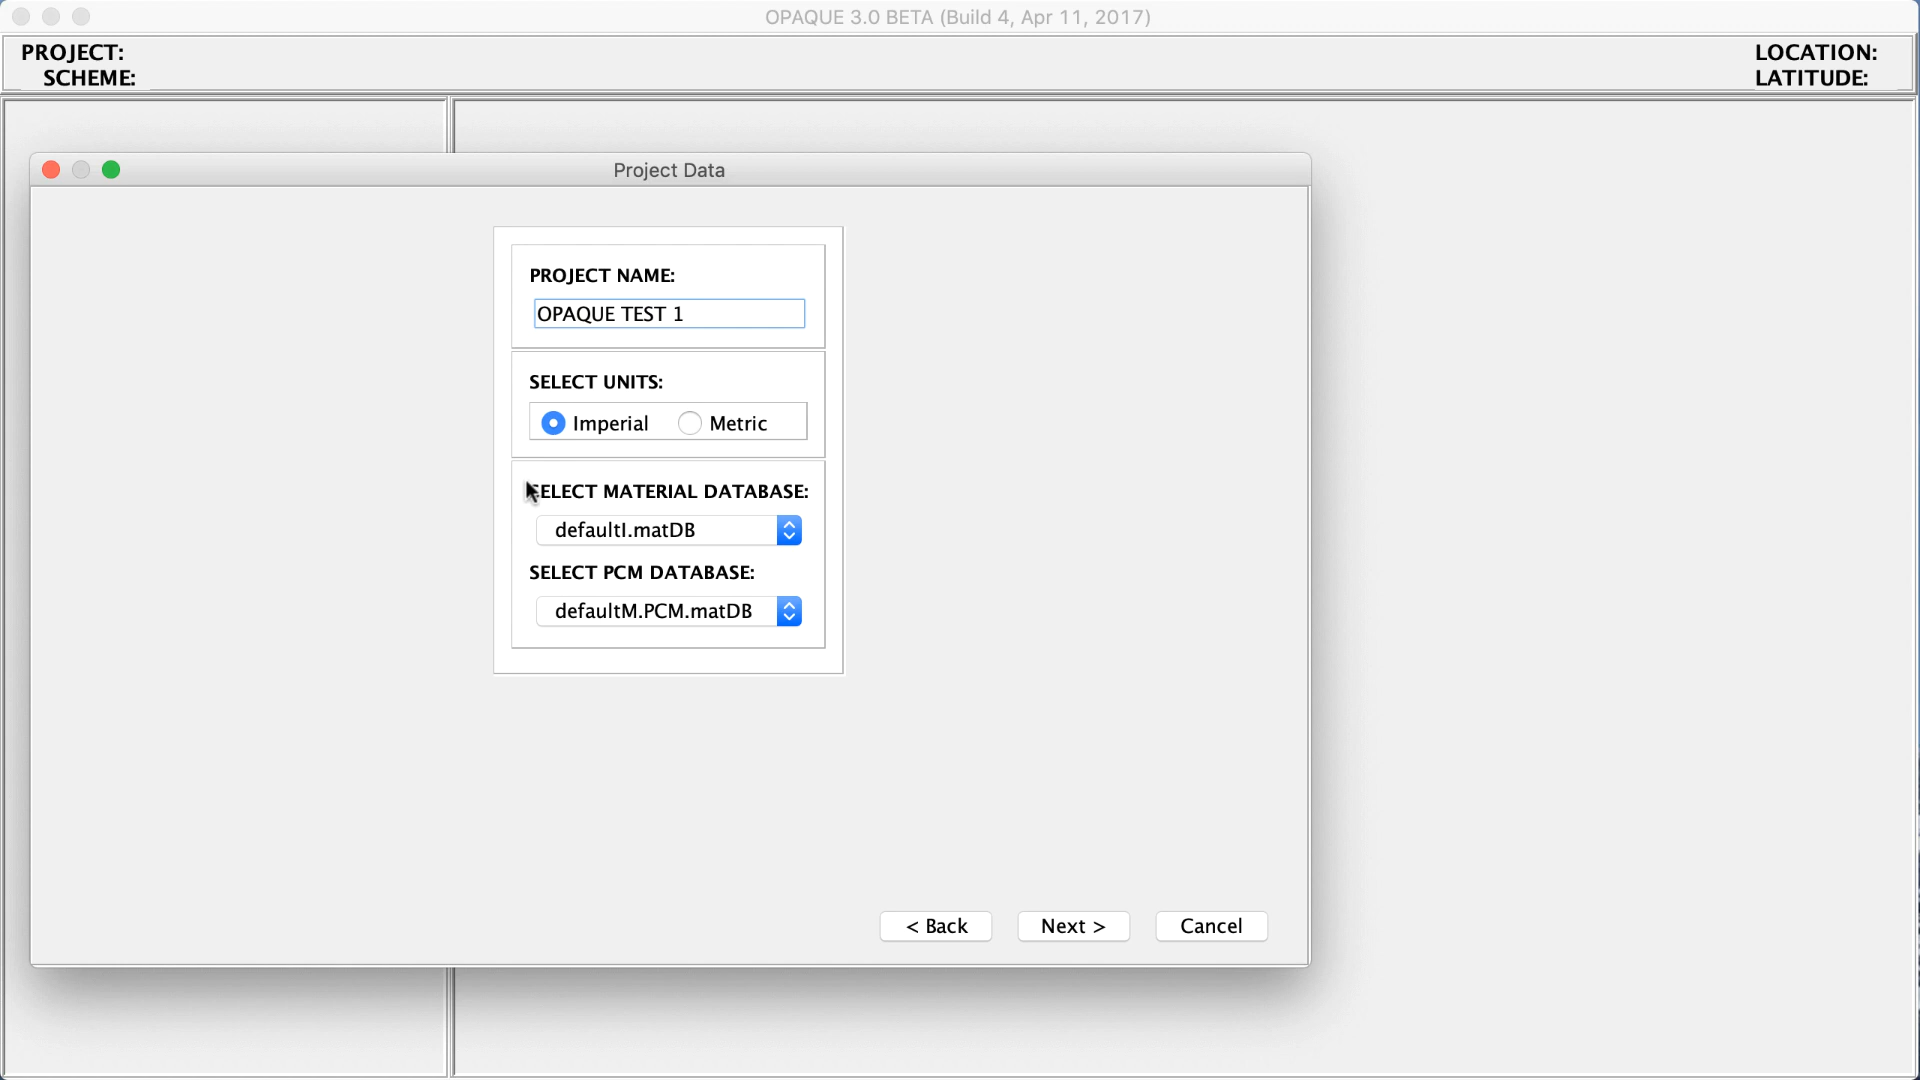 OPAQUE 3.0 BETA (Build 4, Apr 11, 2017)
PROJECT:
SCHEME:
LOCATION:
LATITUDE:
Project Data
PROJECT NAME:
OPAQUE TEST 1
SELECT UNITS:
Imperial Metric
SELECT MATERIAL DATABASE:
defaultI.matDB
SELECT PCM DATABASE:
defaultM.PCM.matDB
< Back Next > Cancel